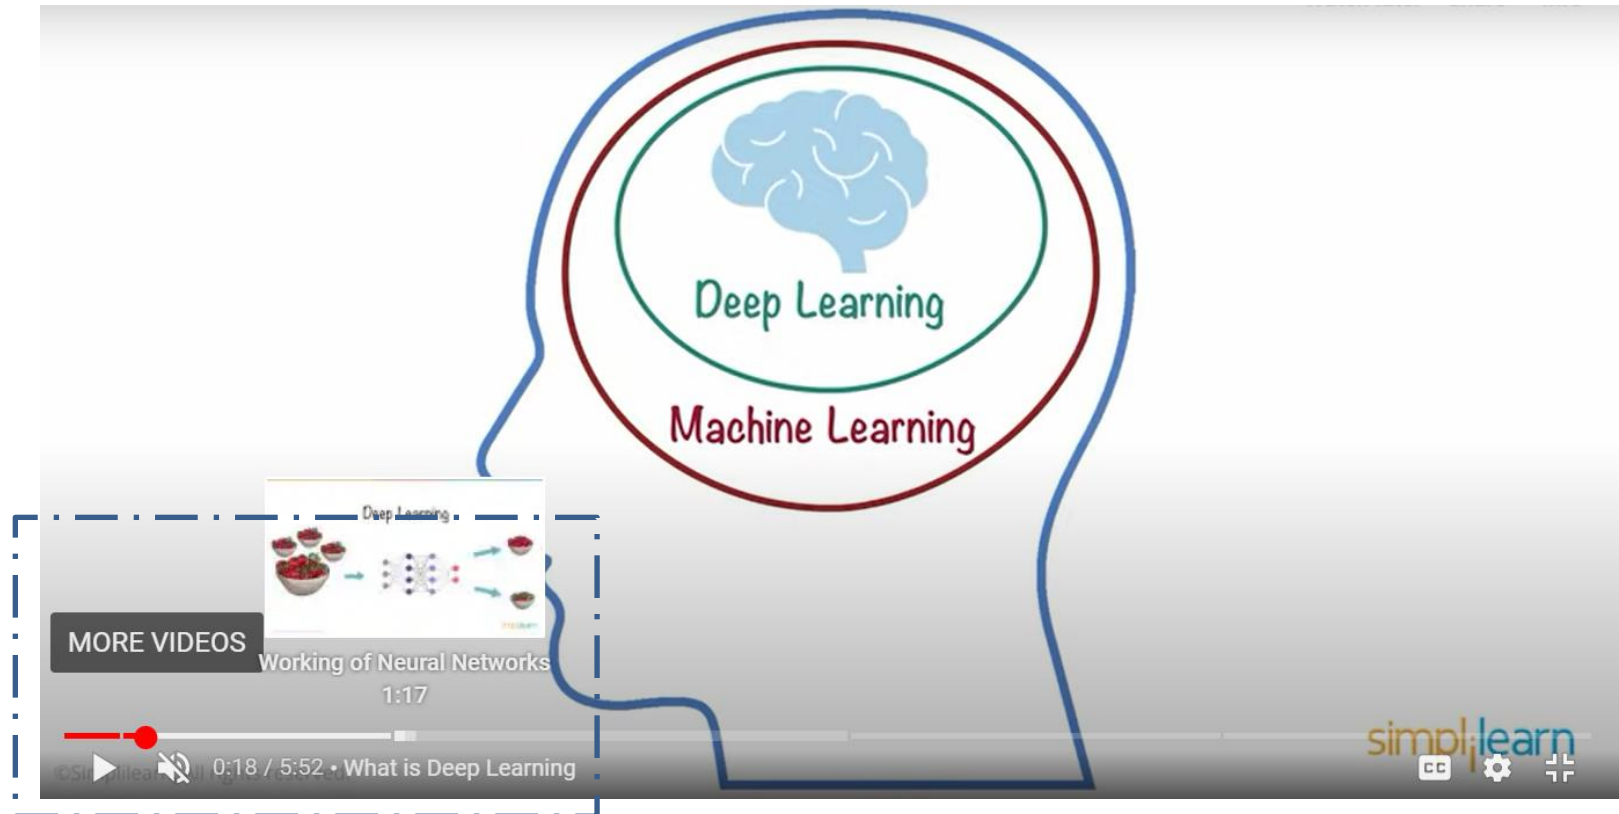 Deep Learning
Machine Learning
Deep Learning
MORE VIDEOS
Working of Neural Networks
1:17
simplilearn
0:18 / 5:52 • What is Deep Learning
CC